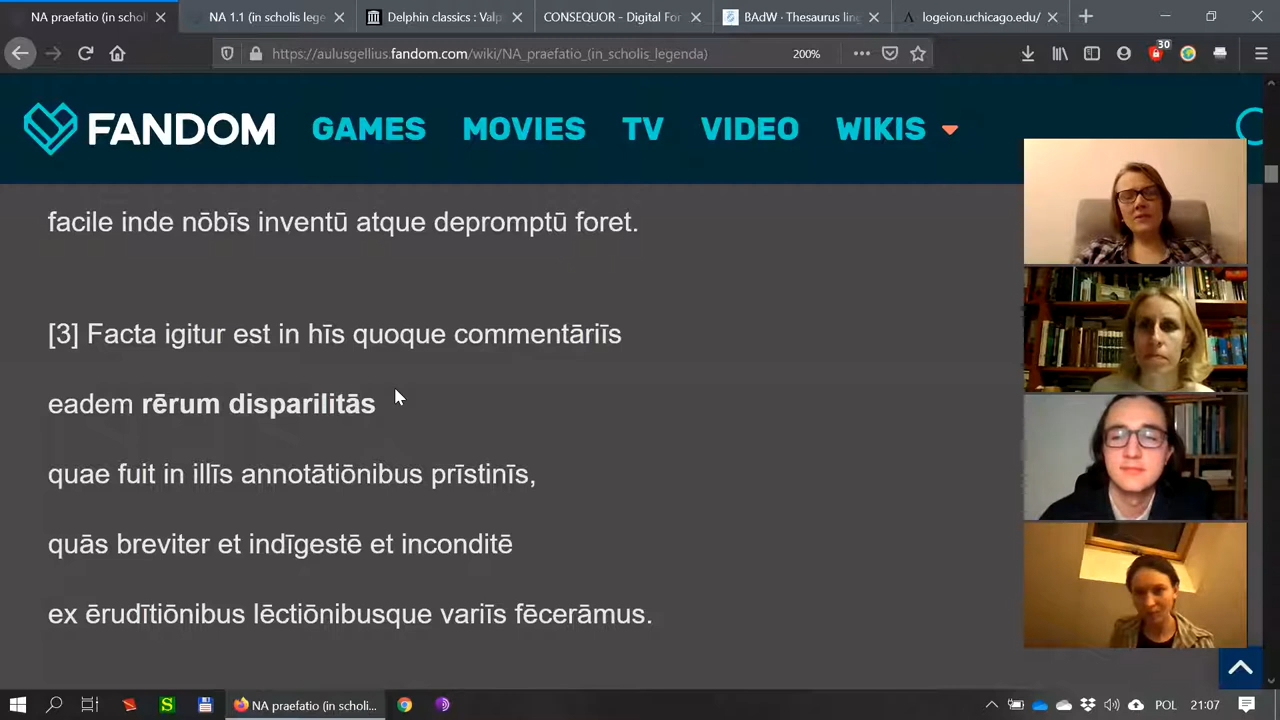 NA praefatio (in schol
NA 1.1 (in scholis lege
Delphin classics : Valp
CONSEQUOR - Digital For
BAdW · Thesaurus ling
logeion.uchicago.edu/
https://aulusgellius.fandom.com/wiki/NA_praefatio_(in_scholis_legenda)
200%
30
FANDOM GAMES MOVIES TV VIDEO WIKIS
facile inde nōbīs inventū atque depromptū foret.
[3] Facta igitur est in hīs quoque commentāriīs
eadem rērum disparilitās
quae fuit in illīs annotātiōnibus prīstinīs,
quās breviter et indīgestē et inconditē
ex ērudītiōnibus lēctiōnibusque variīs fēcerāmus.
S
NA praefatio (in scholi...
POL
21:07